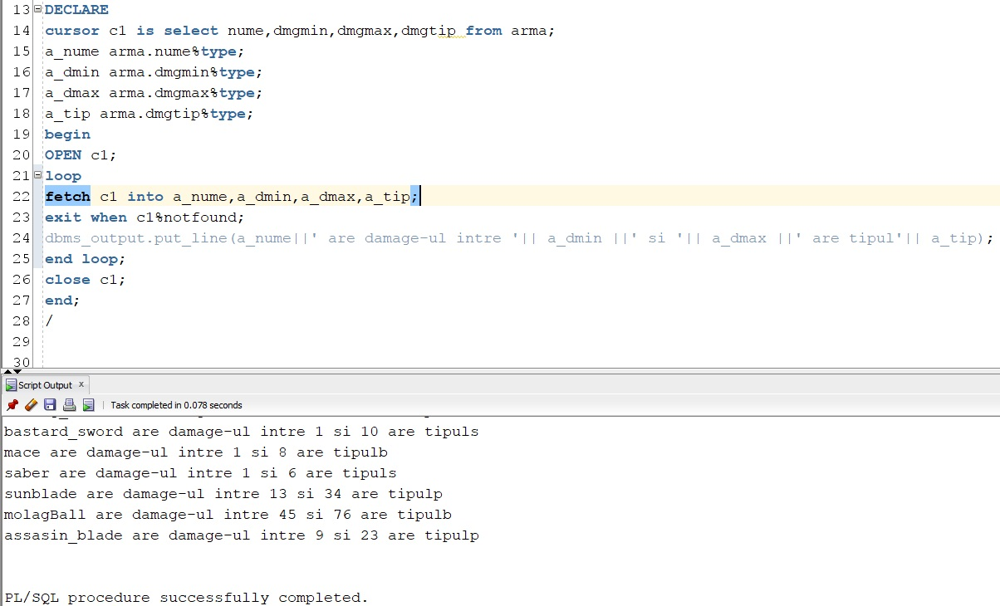 13 DECLARE
14 cursor c1 is select nume,dmgmin,dmgmax,dmgtip from arma;
15 a_nume arma.nume%type;
16 a_dmin arma.dmgmin%type;
17 a_dmax arma.dmgmax%type;
18 a_tip arma.dmgtip%type;
19 begin
20 OPEN c1;
21 loop
22 fetch c1 into a_nume,a_dmin,a_dmax,a_tip;
23 exit when c1%notfound;
24 dbms_output.put_line(a_nume||' are damage-ul intre '|| a_dmin ||' si '|| a_dmax ||' are tipul'|| a_tip);
25 end loop;
26 close c1;
27 end;
28 /
29
30
Script Output x
Task completed in 0.078 seconds
bastard_sword are damage-ul intre 1 si 10 are tipuls
mace are damage-ul intre 1 si 8 are tipulb
saber are damage-ul intre 1 si 6 are tipuls
sunblade are damage-ul intre 13 si 34 are tipulp
molagBall are damage-ul intre 45 si 76 are tipulb
assasin_blade are damage-ul intre 9 si 23 are tipulp
PL/SQL procedure successfully completed.